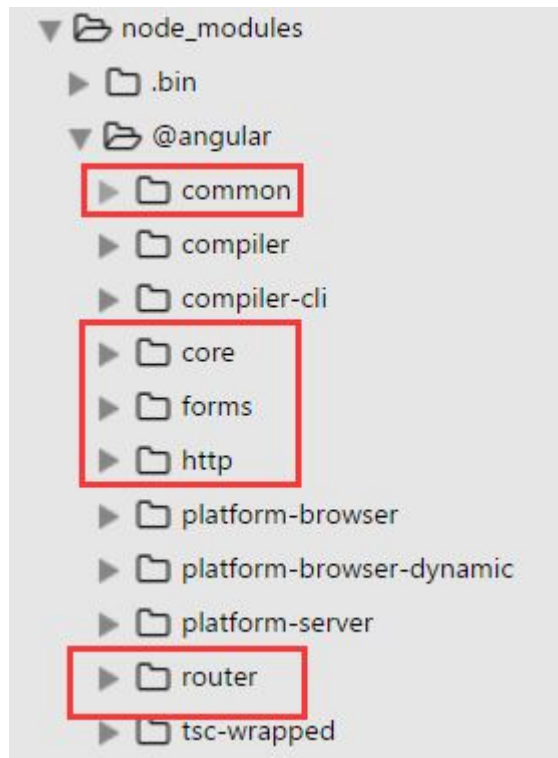 node_modules
.bin
@angular
common
compiler
compiler-cli
core
forms
http
platform-browser
platform-browser-dynamic
platform-server
router
tsc-wrapped